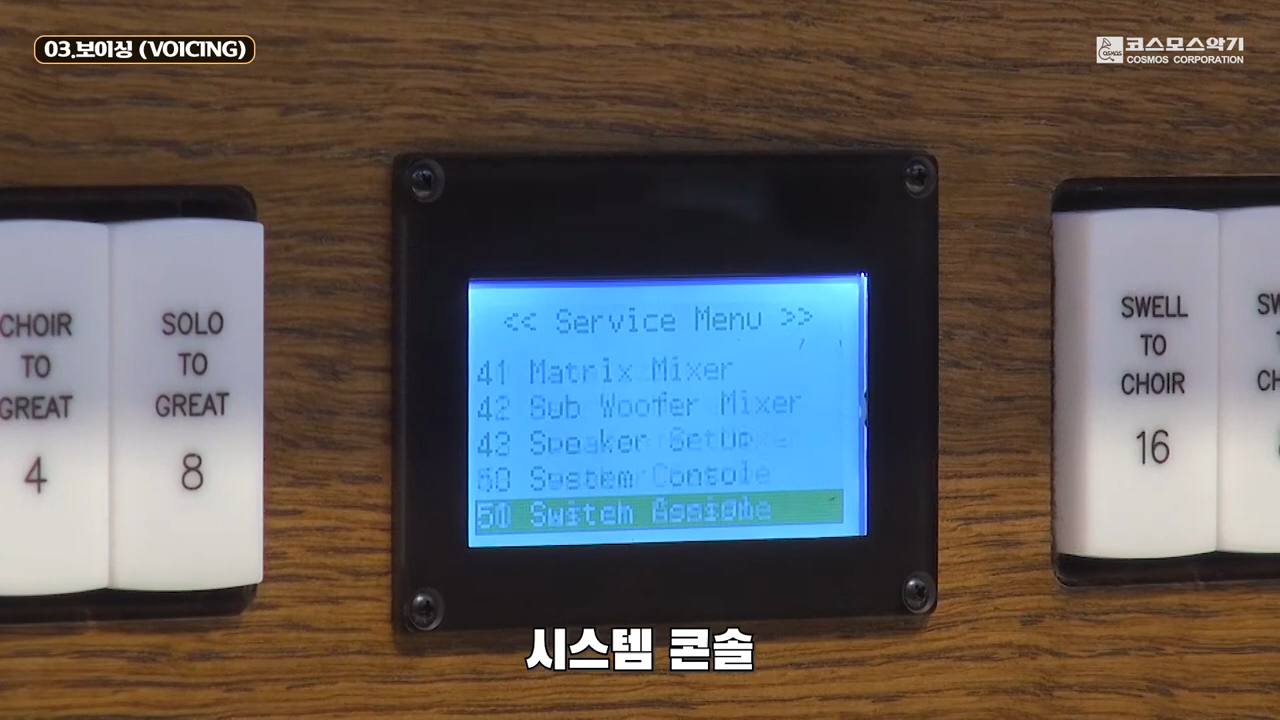 03.보이싱 (VOICING)
코스모스악기
COSMOS CORPORATION
CHOIR
TO
GREAT
4
SOLO
TO
GREAT
8
<< Service Menu >>
41 Matrix Mixer
42 Sub Woofer Mixer
43 Speaker Setup
50 System Console
Switch
SWELL
TO
CHOIR
16
시스템 콘솔